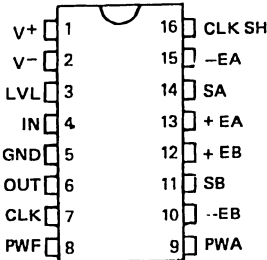 V+ 1 16 CLK SH
V- 2 15 -EA
LVL 3 14 SA
IN 4 13 +EA
GND 5 12 +EB
OUT 6 11 SB
CLK 7 10 --EB
PWF 8 9 PWA